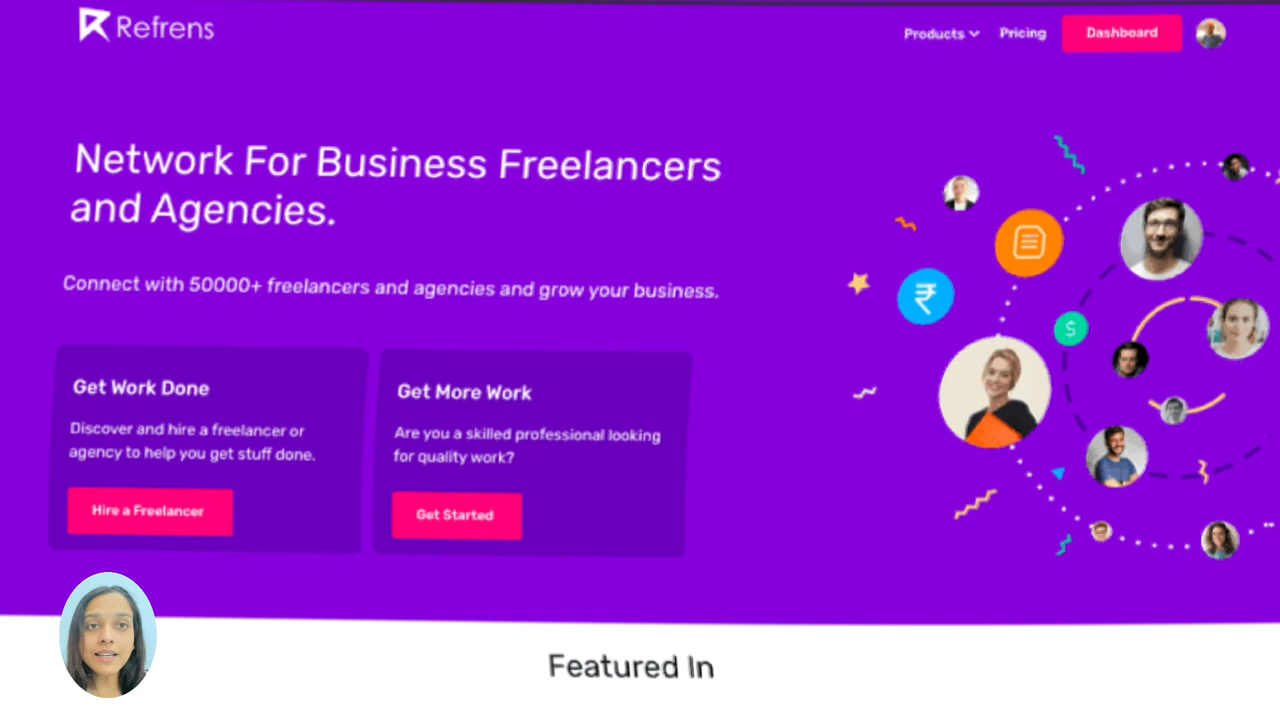 Refrens
Products
Pricing
Dashboard
Network For Business Freelancers
and Agencies.
Connect with 50000+ freelancers and agencies and grow your business.
Get Work Done
Discover and hire a freelancer or
agency to help you get stuff done.
Hire a Freelancer
Get More Work
Are you a skilled professional looking
for quality work?
Get Started
₹
$
Featured In